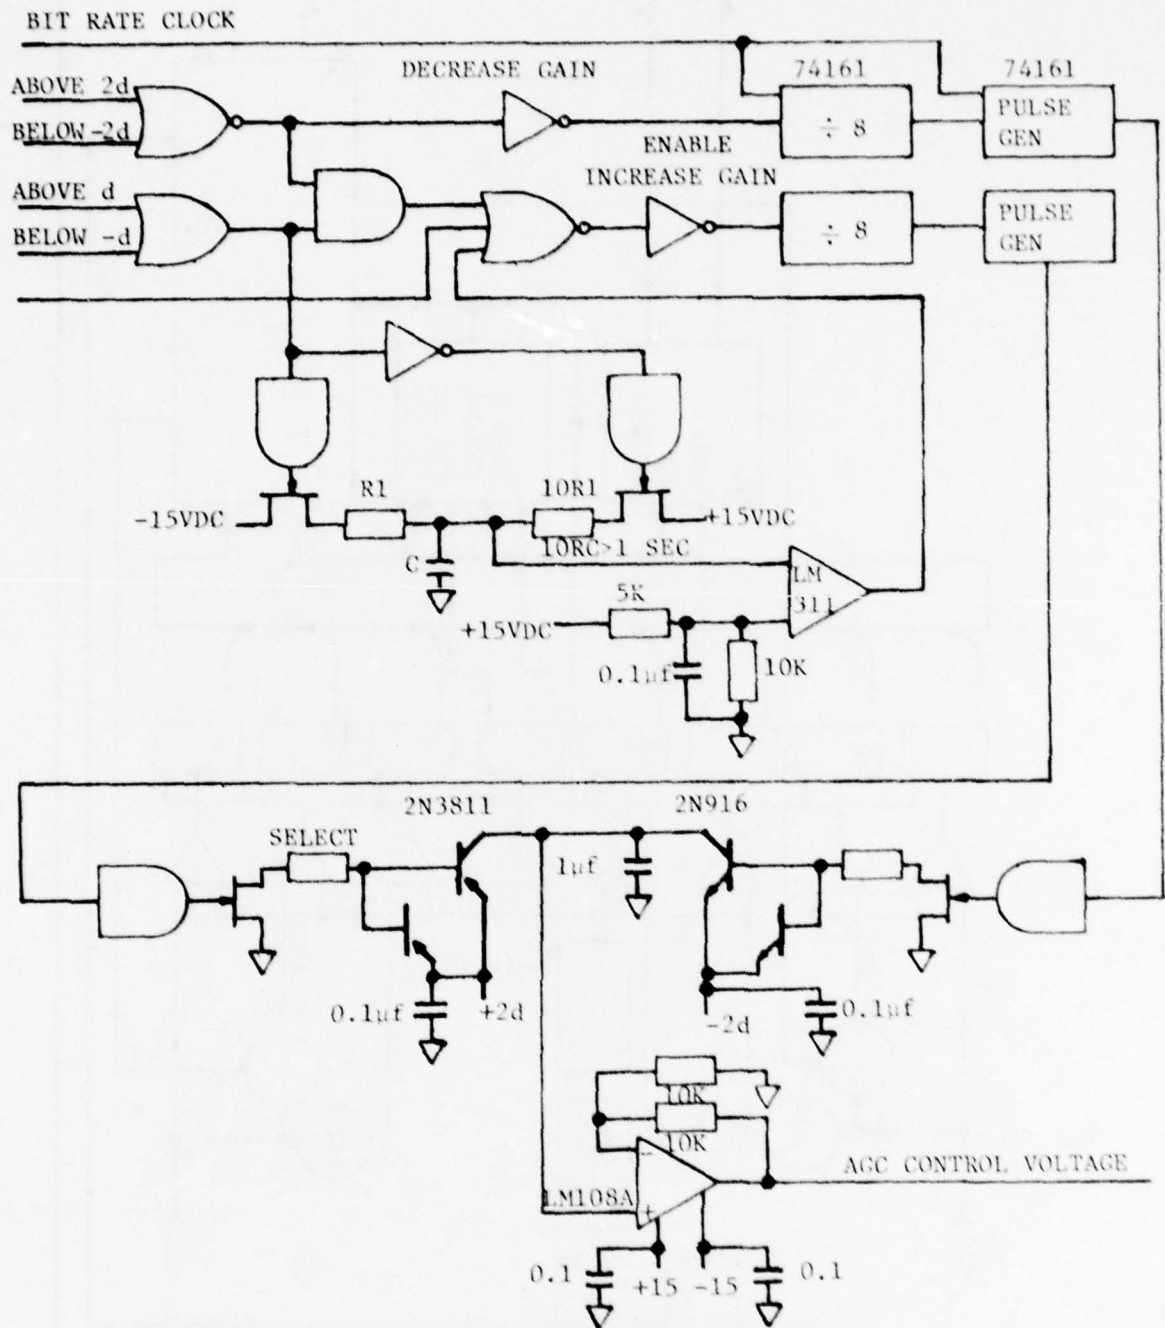 BIT RATE CLOCK
DECREASE GAIN
74161
74161
ABOVE 2d
BELOW -2d
÷ 8
PULSE
GEN
ENABLE
INCREASE GAIN
ABOVE d
BELOW -d
÷ 8
PULSE
GEN
R1
10R1
-15VDC
+15VDC
10RC>1 SEC
C
LM
311
5K
+15VDC
0.1µf
10K
2N3811
2N916
SELECT
1µf
0.1µf
+2d
-2d
0.1µf
10K
10K
-
AGC CONTROL VOLTAGE
LM108A
+
0.1
+15
-15
0.1